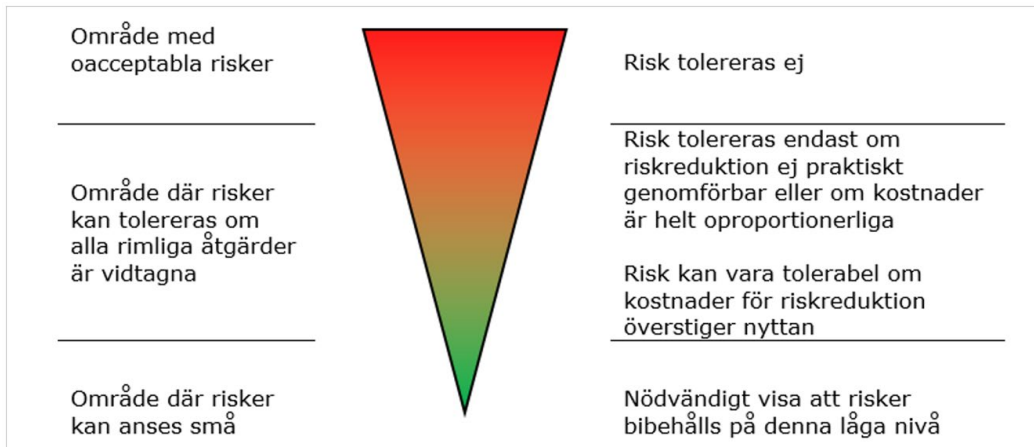 Område med
oacceptabla risker
Risk tolereras ej
Område där risker
kan tolereras om
alla rimliga åtgärder
är vidtagna
Risk tolereras endast om
riskreduktion ej praktiskt
genomförbar eller om kostnader
är helt oproportionerliga
Risk kan vara tolerabel om
kostnader för riskreduktion
överstiger nyttan
Område där risker
kan anses små
Nödvändigt visa att risker
bibehålls på denna låga nivå